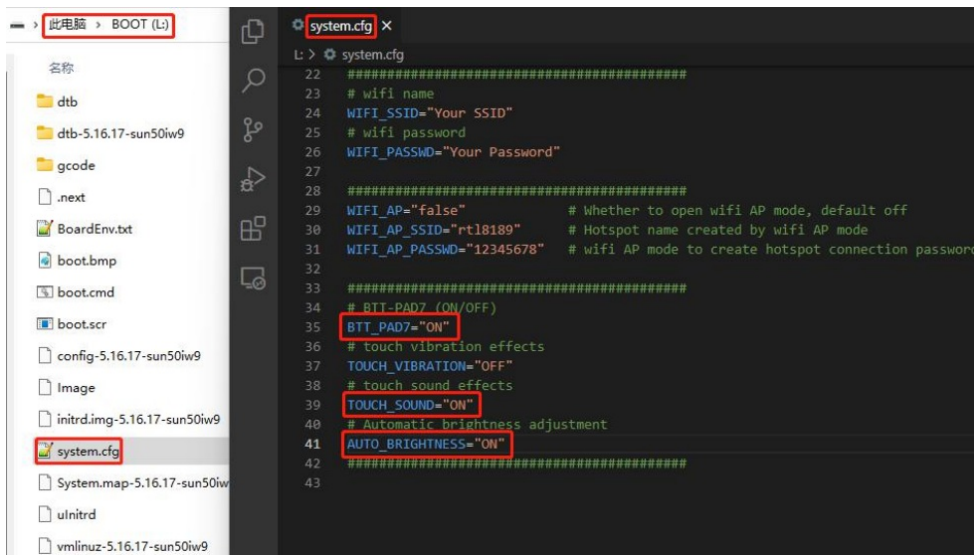 此电脑 > BOOT (L:)
名称
dtb
dtb-5.16.17-sun50iw9
gcode
.next
BoardEnv.txt
boot.bmp
boot.cmd
boot.scr
config-5.16.17-sun50iw9
Image
initrd.img-5.16.17-sun50iw9
system.cfg
System.map-5.16.17-sun50iw
uInitrd
vmlinuz-5.16.17-sun50iw9
system.cfg
L: > system.cfg
22 ###########################################
23 # wifi name
24 WIFI_SSID="Your SSID"
25 # wifi password
26 WIFI_PASSWD="Your Password"
27
28 ###########################################
29 WIFI_AP="false" # Whether to open wifi AP mode, default off
30 WIFI_AP_SSID="rtl8189" # Hotspot name created by wifi AP mode
31 WIFI_AP_PASSWD="12345678" # wifi AP mode to create hotspot connection password
32
33 ###########################################
34 # BTT-PAD7 (ON/OFF)
35 BTT_PAD7="ON"
36 # touch vibration effects
37 TOUCH_VIBRATION="OFF"
38 # touch sound effects
39 TOUCH_SOUND="ON"
40 # Automatic brightness adjustment
41 AUTO_BRIGHTNESS="ON"
42 ###########################################
43